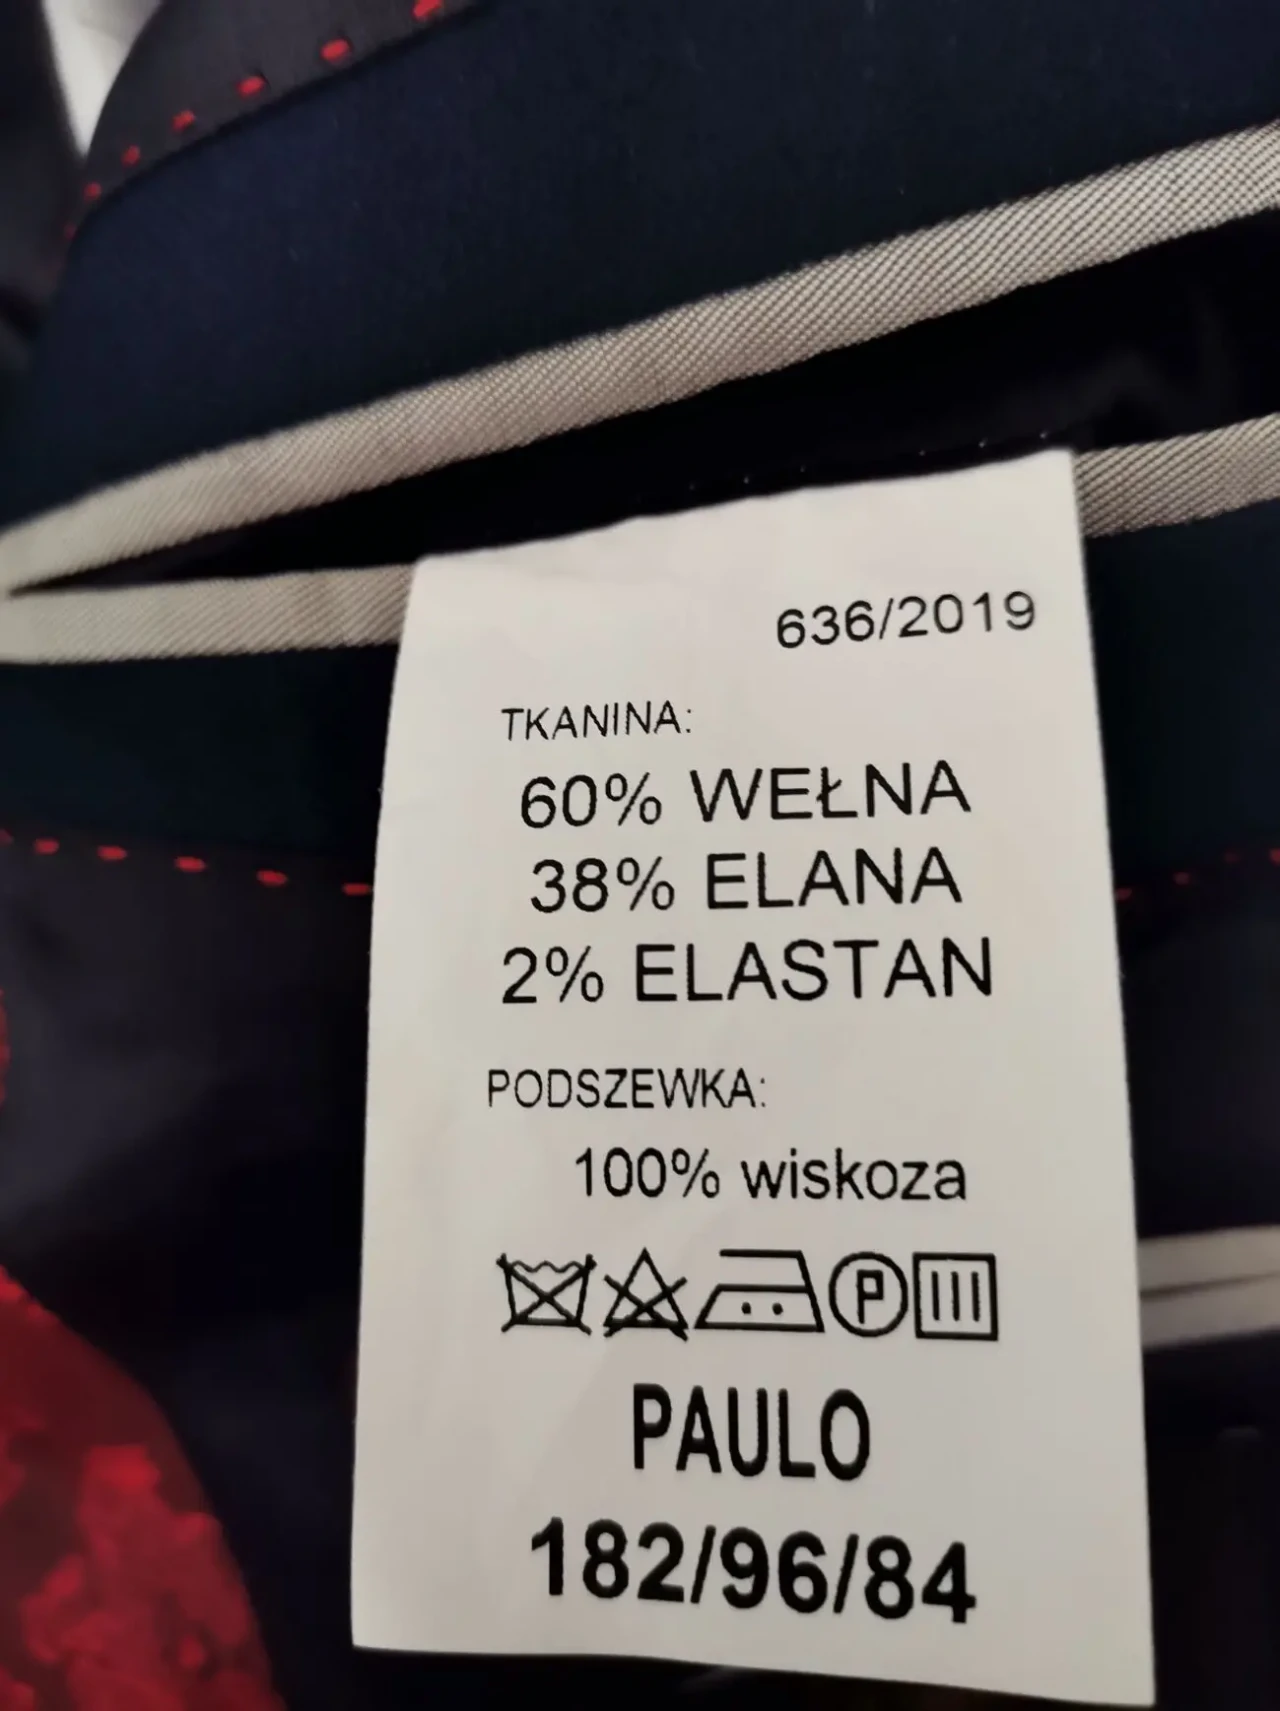 636/2019
TKANINA:
60% WEŁNA
38% ELANA
2% ELASTAN
PODSZEWKA:
100% wiskoza
P
PAULO
182/96/84